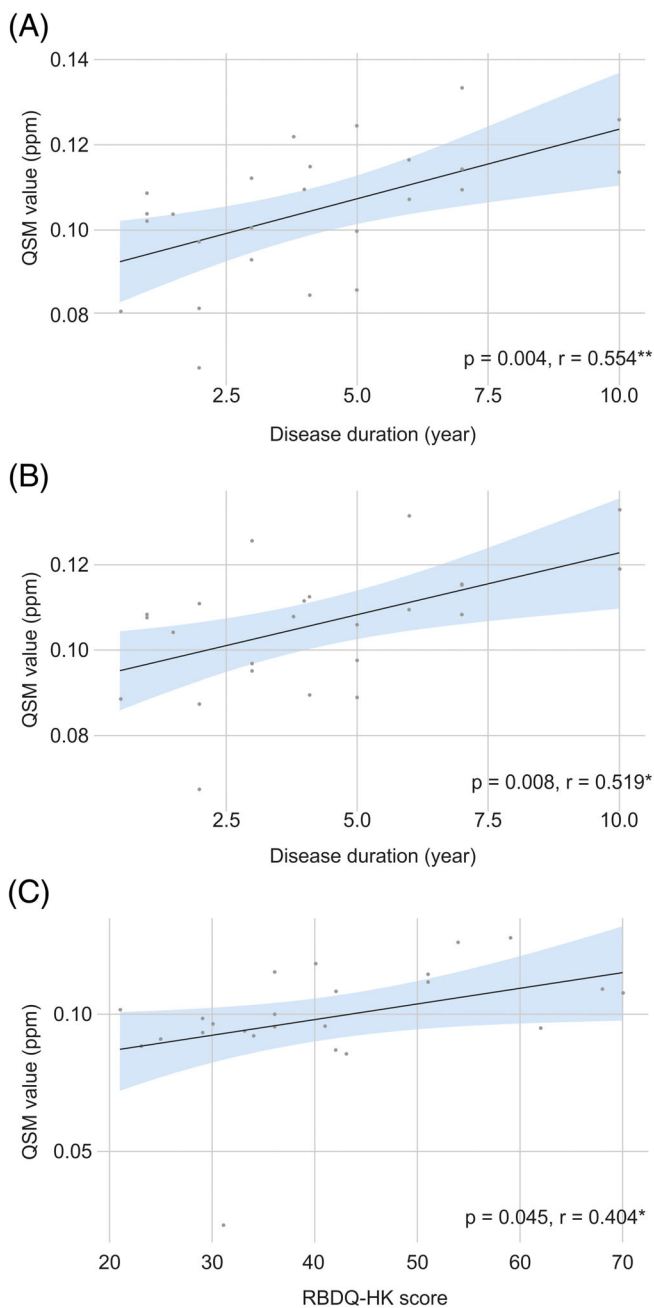 (A)
0.14
0.12
0.10
0.08
QSM value (ppm)
p = 0.004, r = 0.554**
2.5 5.0 7.5 10.0
Disease duration (year)
(B)
0.12
0.10
0.08
QSM value (ppm)
p = 0.008, r = 0.519*
2.5 5.0 7.5 10.0
Disease duration (year)
(C)
0.10
0.05
QSM value (ppm)
p = 0.045, r = 0.404*
20 30 40 50 60 70
RBDQ-HK score